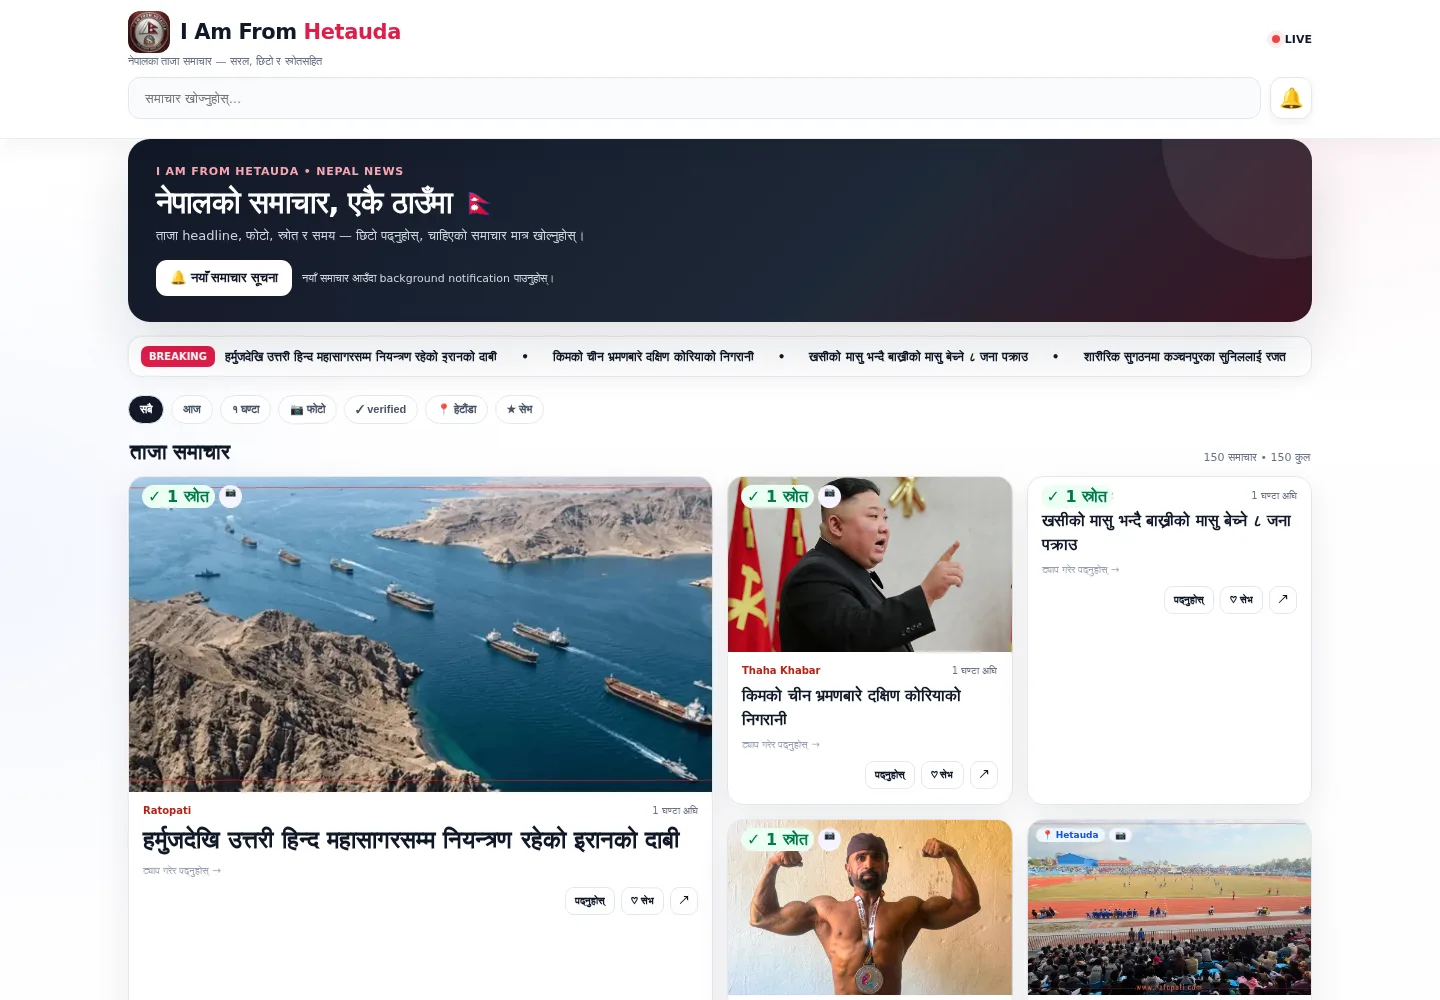 I Am From Hetauda
LIVE
नेपालका ताजा समाचार — सरल, छिटो र स्रोतसहित
समाचार खोज्नुहोस्...
I AM FROM HETAUDA • NEPAL NEWS
नेपालको समाचार, एकै ठाउँमा 🇳🇵
ताजा headline, फोटो, स्रोत र समय — छिटो पढ्नुहोस्, चाहिएको समाचार मात्र खोल्नुहोस्।
🔔 नयाँ समाचार सूचना
नयाँ समाचार आउँदा background notification पाउनुहोस्।
BREAKING हर्मुजदेखि उत्तरी हिन्द महासागरसम्म नियन्त्रण रहेको इरानको दाबी • किमको चीन भ्रमणबारे दक्षिण कोरियाको निगरानी • खसीको मासु भन्दै बाख्रीको मासु बेच्ने ८ जना पक्राउ • शारीरिक सुगठनमा कञ्चनपुरका सुनिललाई रजत
सबै
आज
१ घण्टा
📷 फोटो
✓ verified
📍 हेटौंडा
★ सेभ
ताजा समाचार
150 समाचार • 150 कुल
✓ 1 स्रोत
Ratopati
1 घण्टा अघि
हर्मुजदेखि उत्तरी हिन्द महासागरसम्म नियन्त्रण रहेको इरानको दाबी
ट्याप गरेर पढ्नुहोस् →
पढ्नुहोस्
♡ सेभ
↗
✓ 1 स्रोत
Thaha Khabar
1 घण्टा अघि
किमको चीन भ्रमणबारे दक्षिण कोरियाको
निगरानी
ट्याप गरेर पढ्नुहोस् →
पढ्नुहोस्
♡ सेभ
↗
✓ 1 स्रोत
1 घण्टा अघि
खसीको मासु भन्दै बाख्रीको मासु बेच्ने ८ जना
पक्राउ
ट्याप गरेर पढ्नुहोस् →
पढ्नुहोस्
♡ सेभ
↗
✓ 1 स्रोत
📍 Hetauda
www.ratopati.com